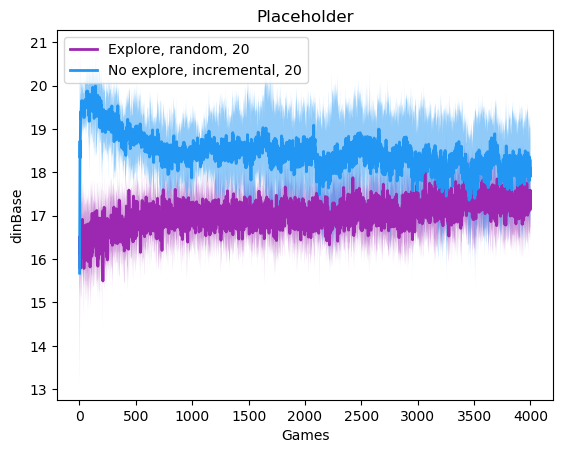 Placeholder
Explore, random, 20
No explore, incremental, 20
dinBase
21
20
19
18
17
16
15
14
13
0 500 1000 1500 2000 2500 3000 3500 4000
Games